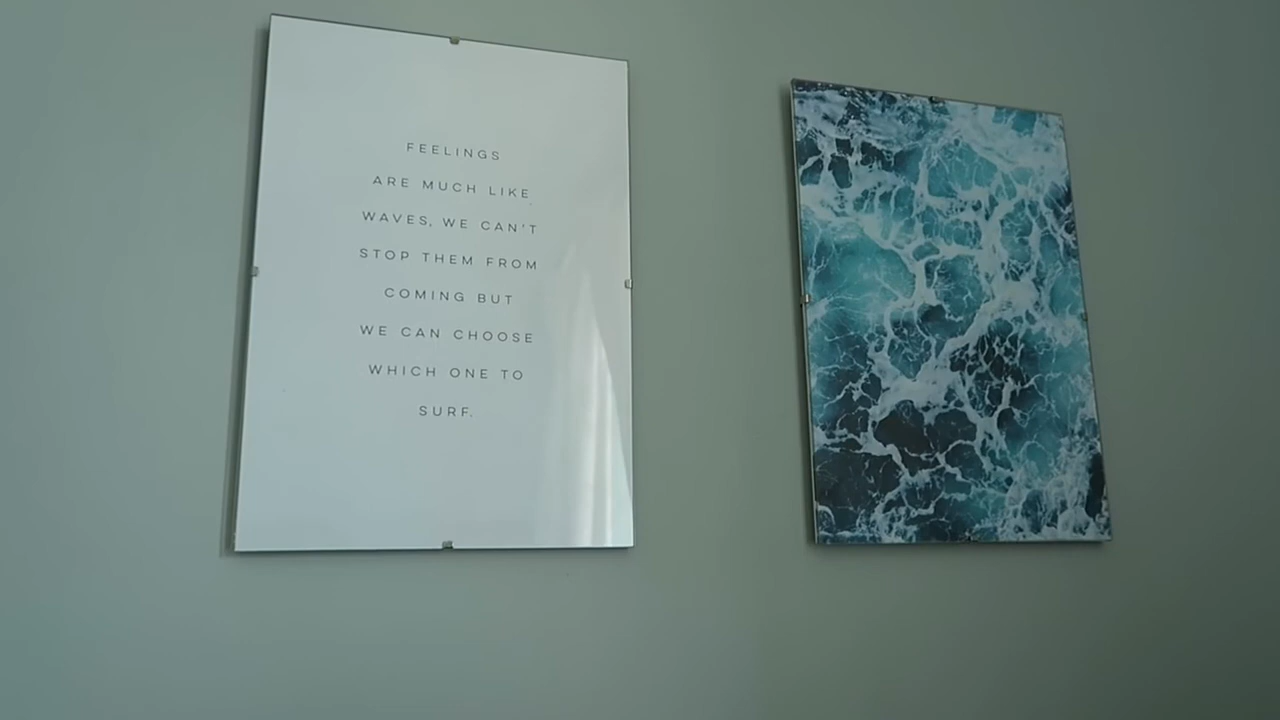 FEELINGS
ARE MUCH LIKE
WAVES, WE CAN'T
STOP THEM FROM
COMING BUT
WE CAN CHOOSE
WHICH ONE TO
SURF.